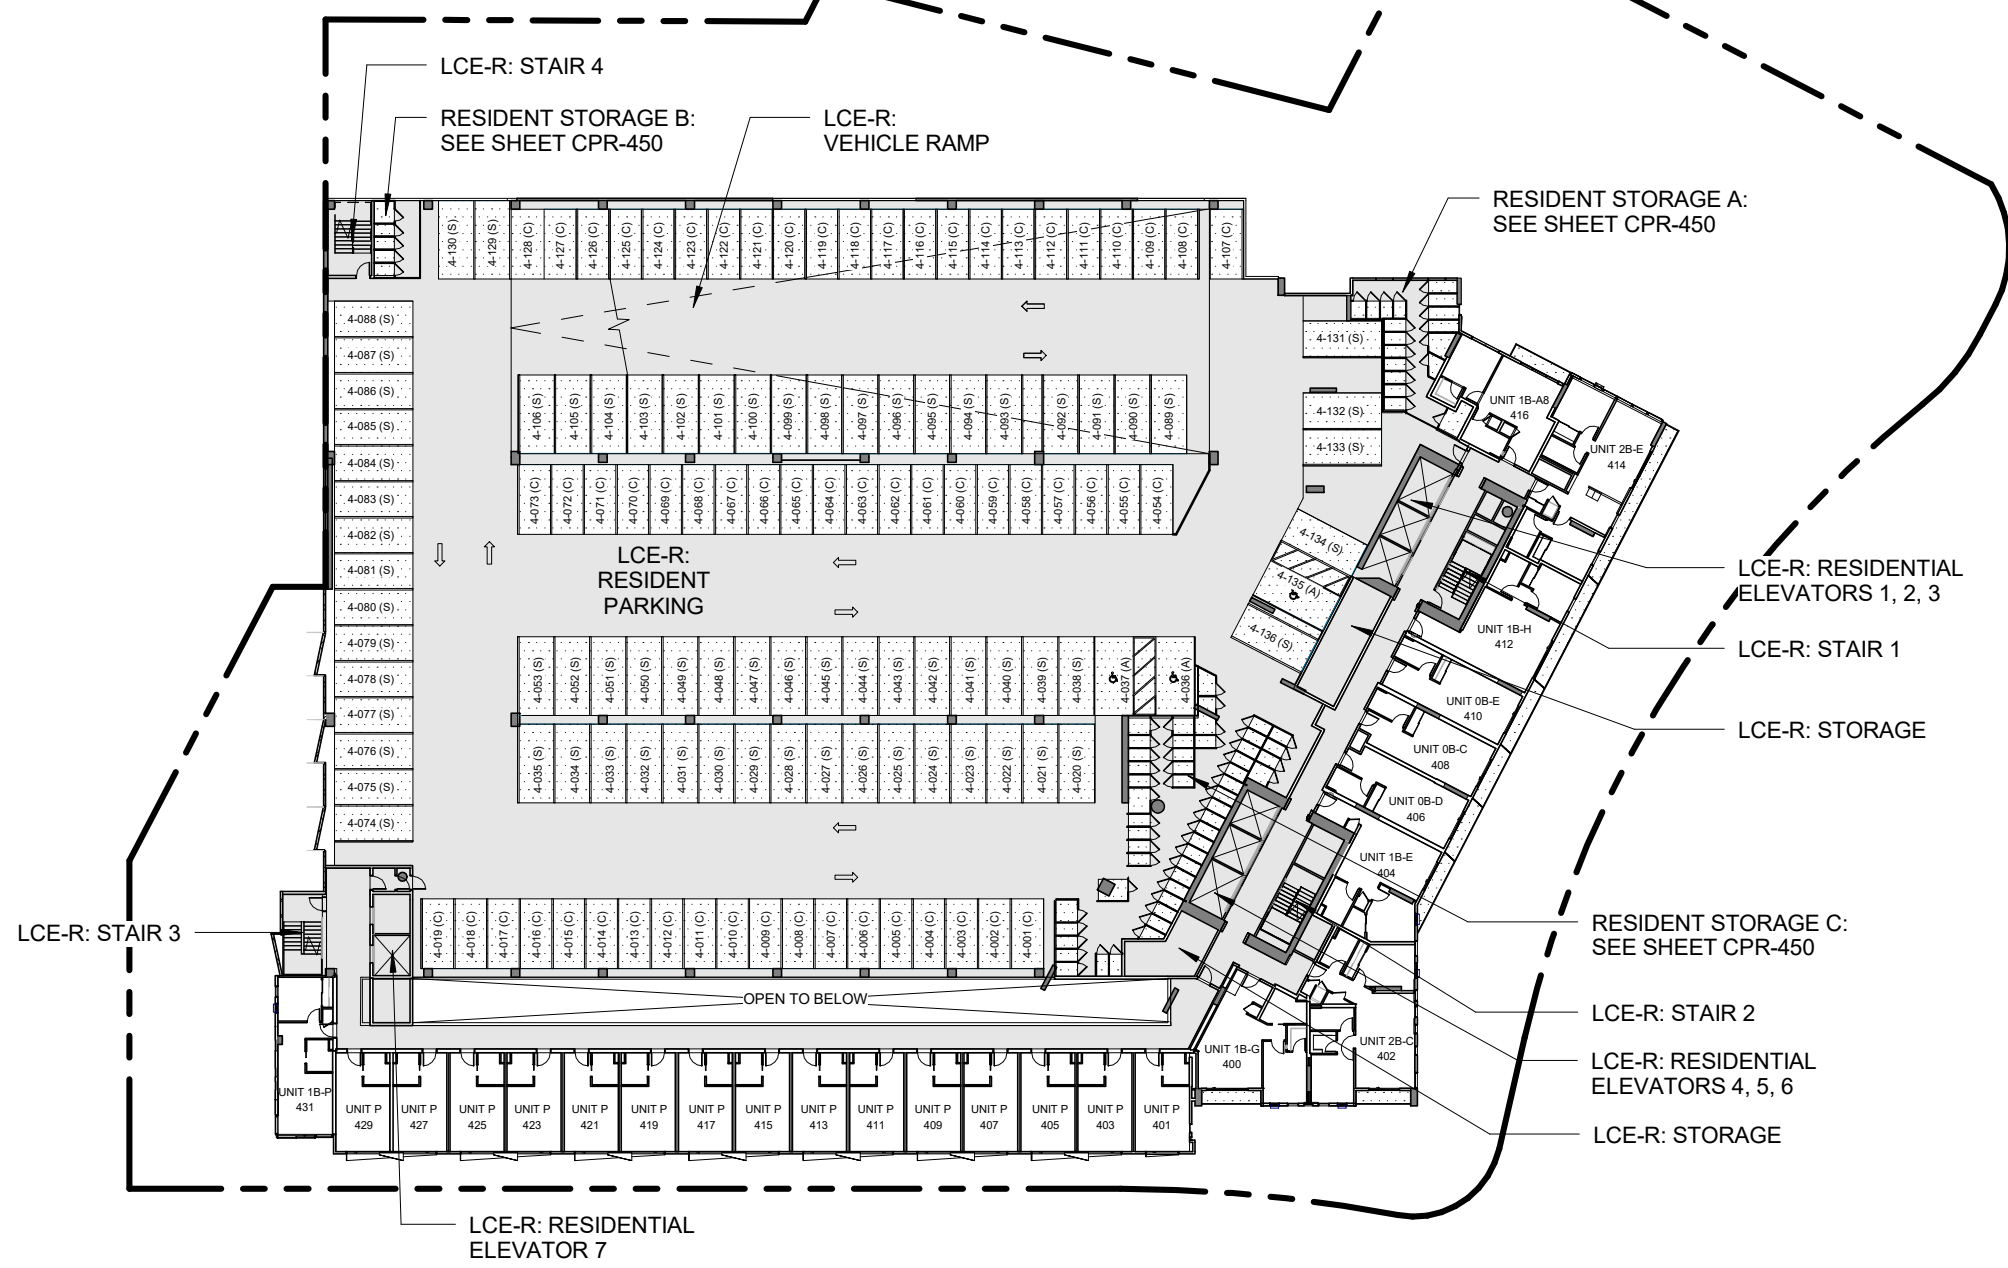 LCE-R: STAIR 4
RESIDENT STORAGE B:
SEE SHEET CPR-450
LCE-R:
VEHICLE RAMP
RESIDENT STORAGE A:
SEE SHEET CPR-450
4-130 (S)
4-129 (S)
4-128 (C)
4-127 (C)
4-126 (C)
4-125 (C)
4-124 (C)
4-123 (C)
4-122 (C)
4-121 (C)
4-120 (C)
4-119 (C)
4-118 (C)
4-117 (C)
4-116 (C)
4-115 (C)
4-114 (C)
4-113 (C)
4-112 (C)
4-111 (C)
4-110 (C)
4-109 (C)
4-108 (C)
4-107 (C)
4-088 (S)
4-087 (S)
4-086 (S)
4-085 (S)
4-084 (S)
4-083 (S)
4-082 (S)
4-081 (S)
4-080 (S)
4-079 (S)
4-078 (S)
4-077 (S)
4-076 (S)
4-075 (S)
4-074 (S)
4-106 (S)
4-105 (S)
4-104 (S)
4-103 (S)
4-102 (S)
4-101 (S)
4-100 (S)
4-099 (S)
4-098 (S)
4-097 (S)
4-096 (S)
4-095 (S)
4-094 (S)
4-093 (S)
4-092 (S)
4-091 (S)
4-090 (S)
4-089 (S)
4-131 (S)
4-132 (S)
4-133 (S)
4-073 (C)
4-072 (C)
4-071 (C)
4-070 (C)
4-069 (C)
4-068 (C)
4-067 (C)
4-066 (C)
4-065 (C)
4-064 (C)
4-063 (C)
4-062 (C)
4-061 (C)
4-060 (C)
4-059 (C)
4-058 (C)
4-057 (C)
4-056 (C)
4-055 (C)
4-054 (C)
4-134 (S)
4-135 (A)
4-136 (S)
LCE-R:
RESIDENT
PARKING
4-053 (S)
4-052 (S)
4-051 (S)
4-050 (S)
4-049 (S)
4-048 (S)
4-047 (S)
4-046 (S)
4-045 (S)
4-044 (S)
4-043 (S)
4-042 (S)
4-041 (S)
4-040 (S)
4-039 (S)
4-038 (S)
4-037 (A)
4-036 (A)
4-035 (S)
4-034 (S)
4-033 (S)
4-032 (S)
4-031 (S)
4-030 (S)
4-029 (S)
4-028 (S)
4-027 (S)
4-026 (S)
4-025 (S)
4-024 (S)
4-023 (S)
4-022 (S)
4-021 (S)
4-020 (S)
4-019 (C)
4-018 (C)
4-017 (C)
4-016 (C)
4-015 (C)
4-014 (C)
4-013 (C)
4-012 (C)
4-011 (C)
4-010 (C)
4-009 (C)
4-008 (C)
4-007 (C)
4-006 (C)
4-005 (C)
4-004 (C)
4-003 (C)
4-002 (C)
4-001 (C)
UNIT 1B-A8
416
UNIT 2B-E
414
UNIT 1B-H
412
UNIT 0B-E
410
UNIT 0B-C
408
UNIT 0B-D
406
UNIT 1B-E
404
UNIT 2B-C
402
UNIT 1B-G
400
LCE-R: RESIDENTIAL
ELEVATORS 1, 2, 3
LCE-R: STAIR 1
LCE-R: STORAGE
RESIDENT STORAGE C:
SEE SHEET CPR-450
LCE-R: STAIR 2
LCE-R: RESIDENTIAL
ELEVATORS 4, 5, 6
LCE-R: STORAGE
LCE-R: STAIR 3
OPEN TO BELOW
UNIT 1B-P
431
UNIT P
429
UNIT P
427
UNIT P
425
UNIT P
423
UNIT P
421
UNIT P
419
UNIT P
417
UNIT P
415
UNIT P
413
UNIT P
411
UNIT P
409
UNIT P
407
UNIT P
405
UNIT P
403
UNIT P
401
LCE-R: RESIDENTIAL
ELEVATOR 7